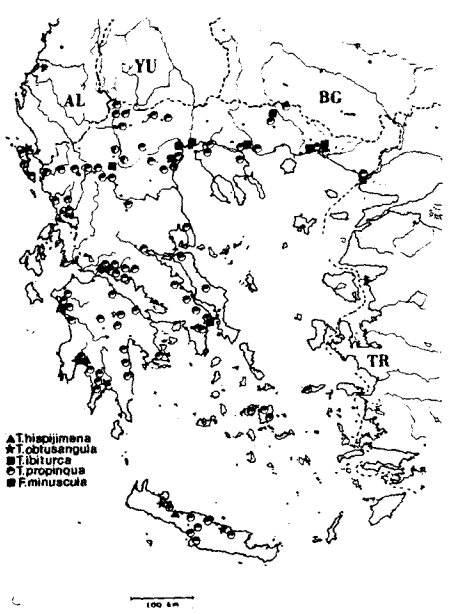 YU
BG
AL
TR
T.hispijimena
T.obtusangula
T.ibiturca
T.propinqua
F.minuscula
100 km